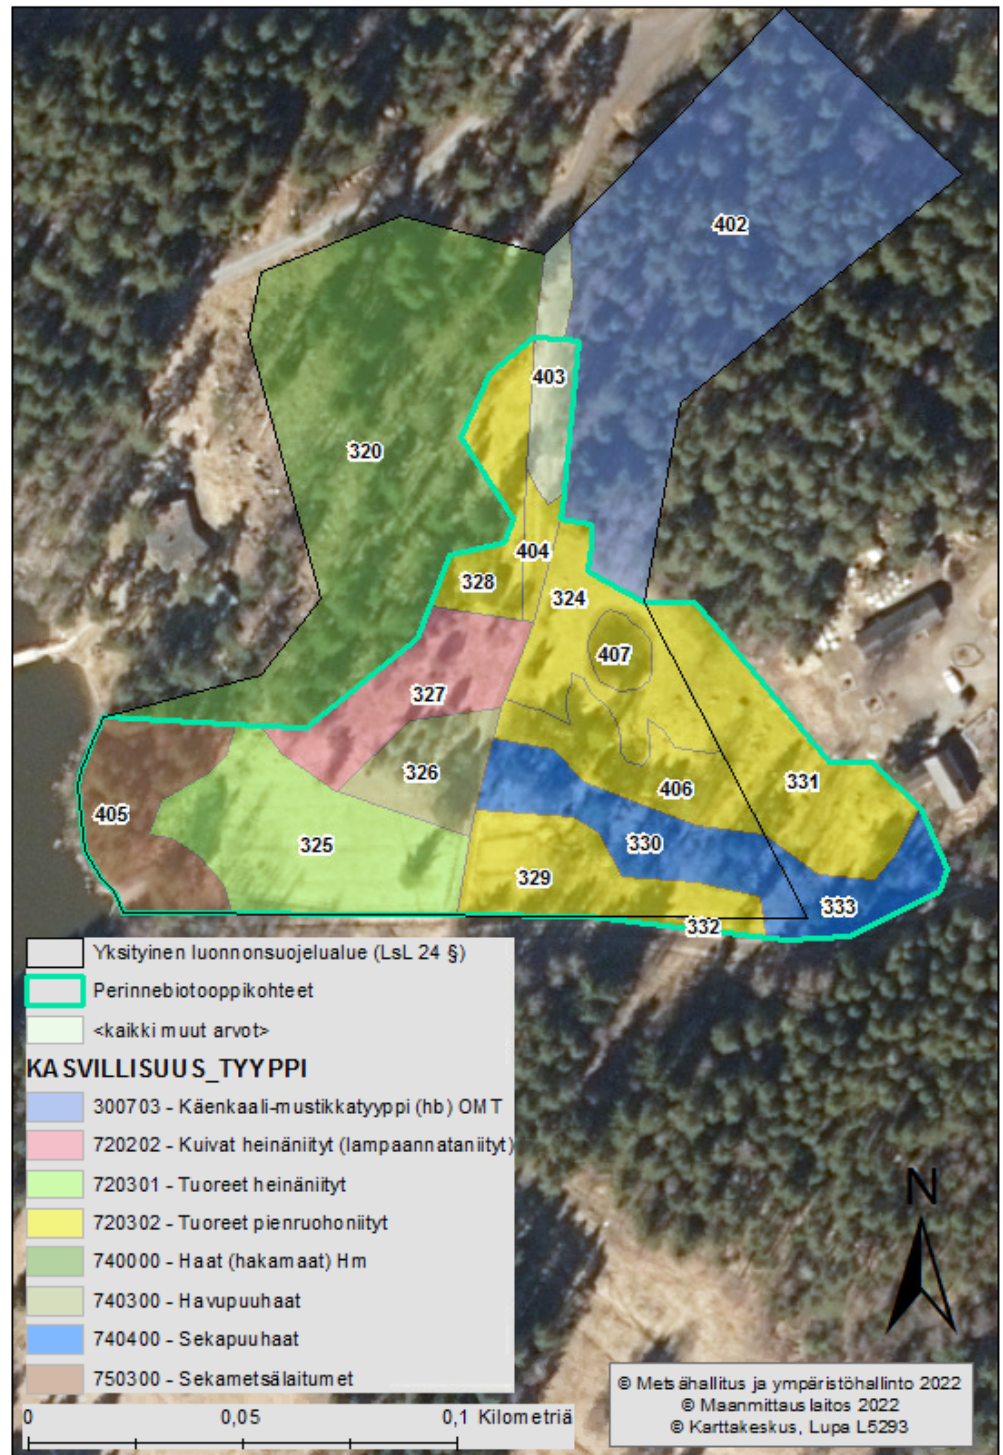 402
403
320
404
328
324
407
327
326
406
331
405
325
330
329
333
332
Yksityinen luonnonsuojelualue (LsL 24 §)
Perinnebiotooppikohteet
<kaikki muut arvot>
KASVILLISUUS_TYYPPI
300703 - Käenkaali-mustikkatyyppi (hb) OMT
720202 - Kuivat heinäniityt (lampaannataniityt)
720301 - Tuoreet heinäniityt
720302 - Tuoreet pienruohoniityt
740000 - Haat (hakamaat) Hm
740300 - Havupuuhaat
740400 - Sekapuuhaat
750300 - Sekametsälaitumet
N
0 0,05 0,1 Kilometriä
© Metsähallitus ja ympäristöhallinto 2022
© Maanmittauslaitos 2022
© Karttakeskus, Lupa L5293